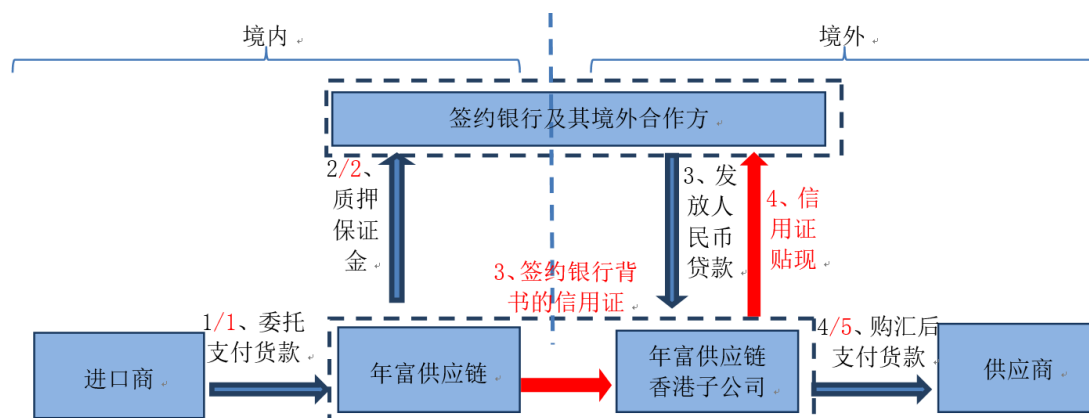 境内
境外
签约银行及其境外合作方
2/2、
质押
保证
金
3、发
放人
民币
贷款
4、信
用证
贴现
3、签约银行背
书的信用证
1/1、委托
支付货款
4/5、购汇后
支付货款
进口商
年富供应链
年富供应链
香港子公司
供应商